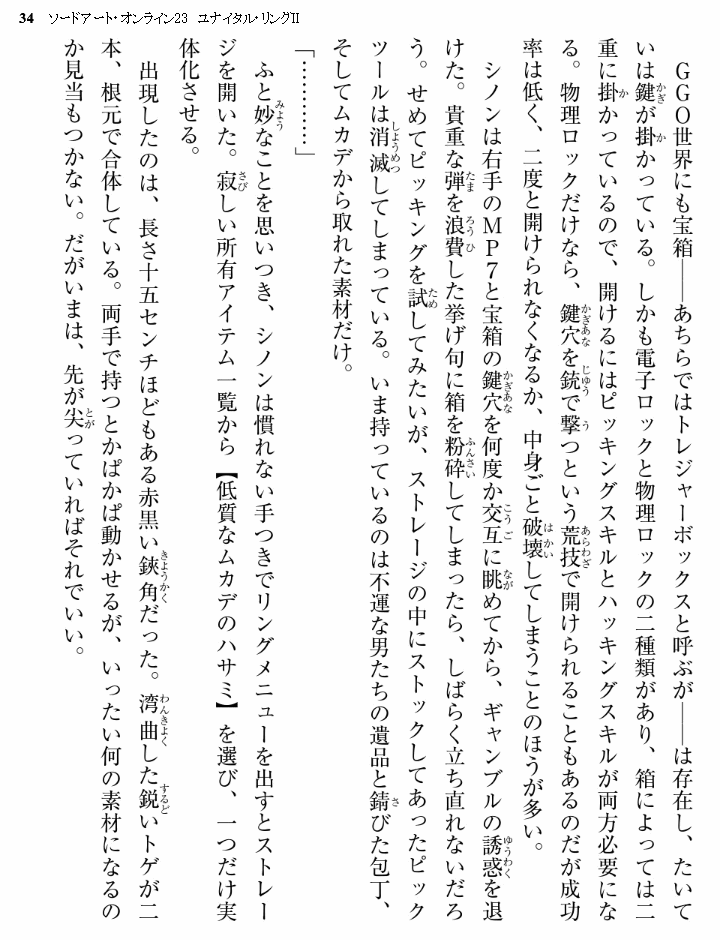 34 ソードアート・オンライン23 ユナイタル・リングII
GGO世界にも宝箱――あちらではトレジャーボックスと呼ぶが――は存在し、たいて
いは鍵が掛かっている。しかも電子ロックと物理ロックの二種類があり、箱によっては二
重に掛かっているので、開けるにはピッキングスキルとハッキングスキルが両方必要にな
る。物理ロックだけなら、鍵穴を銃で撃つという荒技で開けられることもあるのだが成功
率は低く、二度と開けられなくなるか、中身ごと破壊してしまうことのほうが多い。
シノンは右手のMP7と宝箱の鍵穴を何度か交互に眺めてから、ギャンブルの誘惑を退
けた。貴重な弾を浪費した挙げ句に箱を粉砕してしまったら、しばらく立ち直れないだろ
う。せめてピッキングを試してみたいが、ストレージの中にストックしてあったピック
ツールは消滅してしまっている。いま持っているのは不運な男たちの遺品と錆びた包丁、
そしてムカデから取れた素材だけ。
「…………」
ふと妙なことを思いつき、シノンは慣れない手つきでリングメニューを出すとストレー
ジを開いた。寂しい所有アイテム一覧から【低質なムカデのハサミ】を選び、一つだけ実
体化させる。
出現したのは、長さ十五センチほどもある赤黒い鋏角だった。湾曲した鋭いトゲが二
本、根元で合体している。両手で持つとかぱかぱ動かせるが、いったい何の素材になるの
か見当もつかない。だがいまは、先が尖っていればそれでいい。